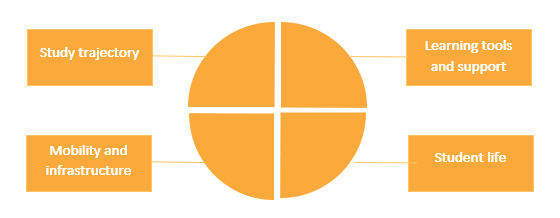 Study trajectory
Learning tools
and support
Mobility and
infrastructure
Student life